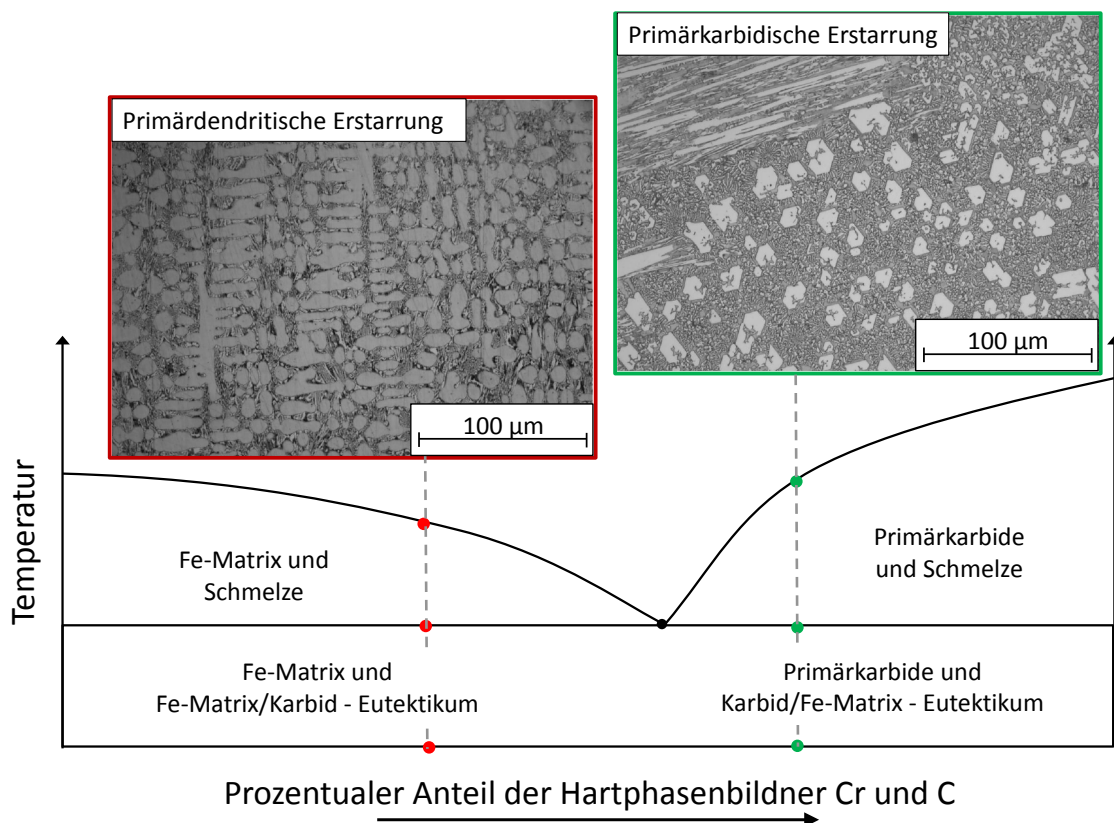 Primärkarbidische Erstarrung
Primärdendritische Erstarrung
100 µm
100 µm
Temperatur
Fe-Matrix und
Schmelze
Primärkarbide
und Schmelze
Fe-Matrix und
Fe-Matrix/Karbid - Eutektikum
Primärkarbide und
Karbid/Fe-Matrix - Eutektikum
Prozentualer Anteil der Hartphasenbildner Cr und C